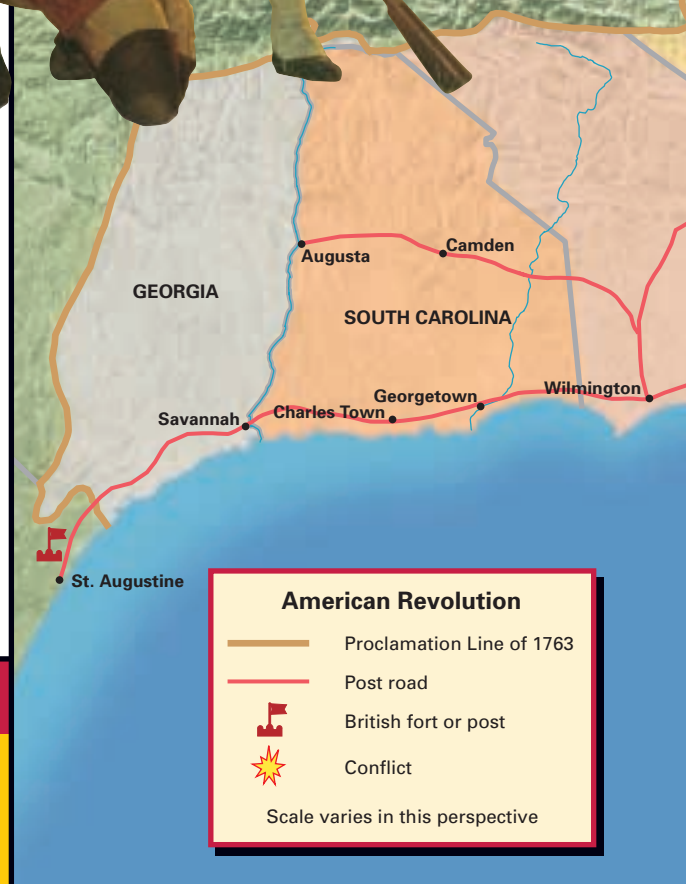 Camden
Augusta
GEORGIA
SOUTH CAROLINA
Wilmington
Georgetown
Charles Town
Savannah
St. Augustine
American Revolution
Proclamation Line of 1763
Post road
British fort or post
Conflict
Scale varies in this perspective